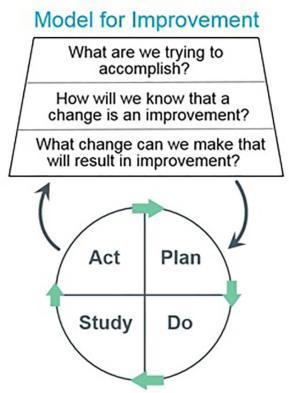 Model for Improvement
What are we trying to
accomplish?
How will we know that a
change is an improvement?
What change can we make that
will result in improvement?
Act Plan
Study Do